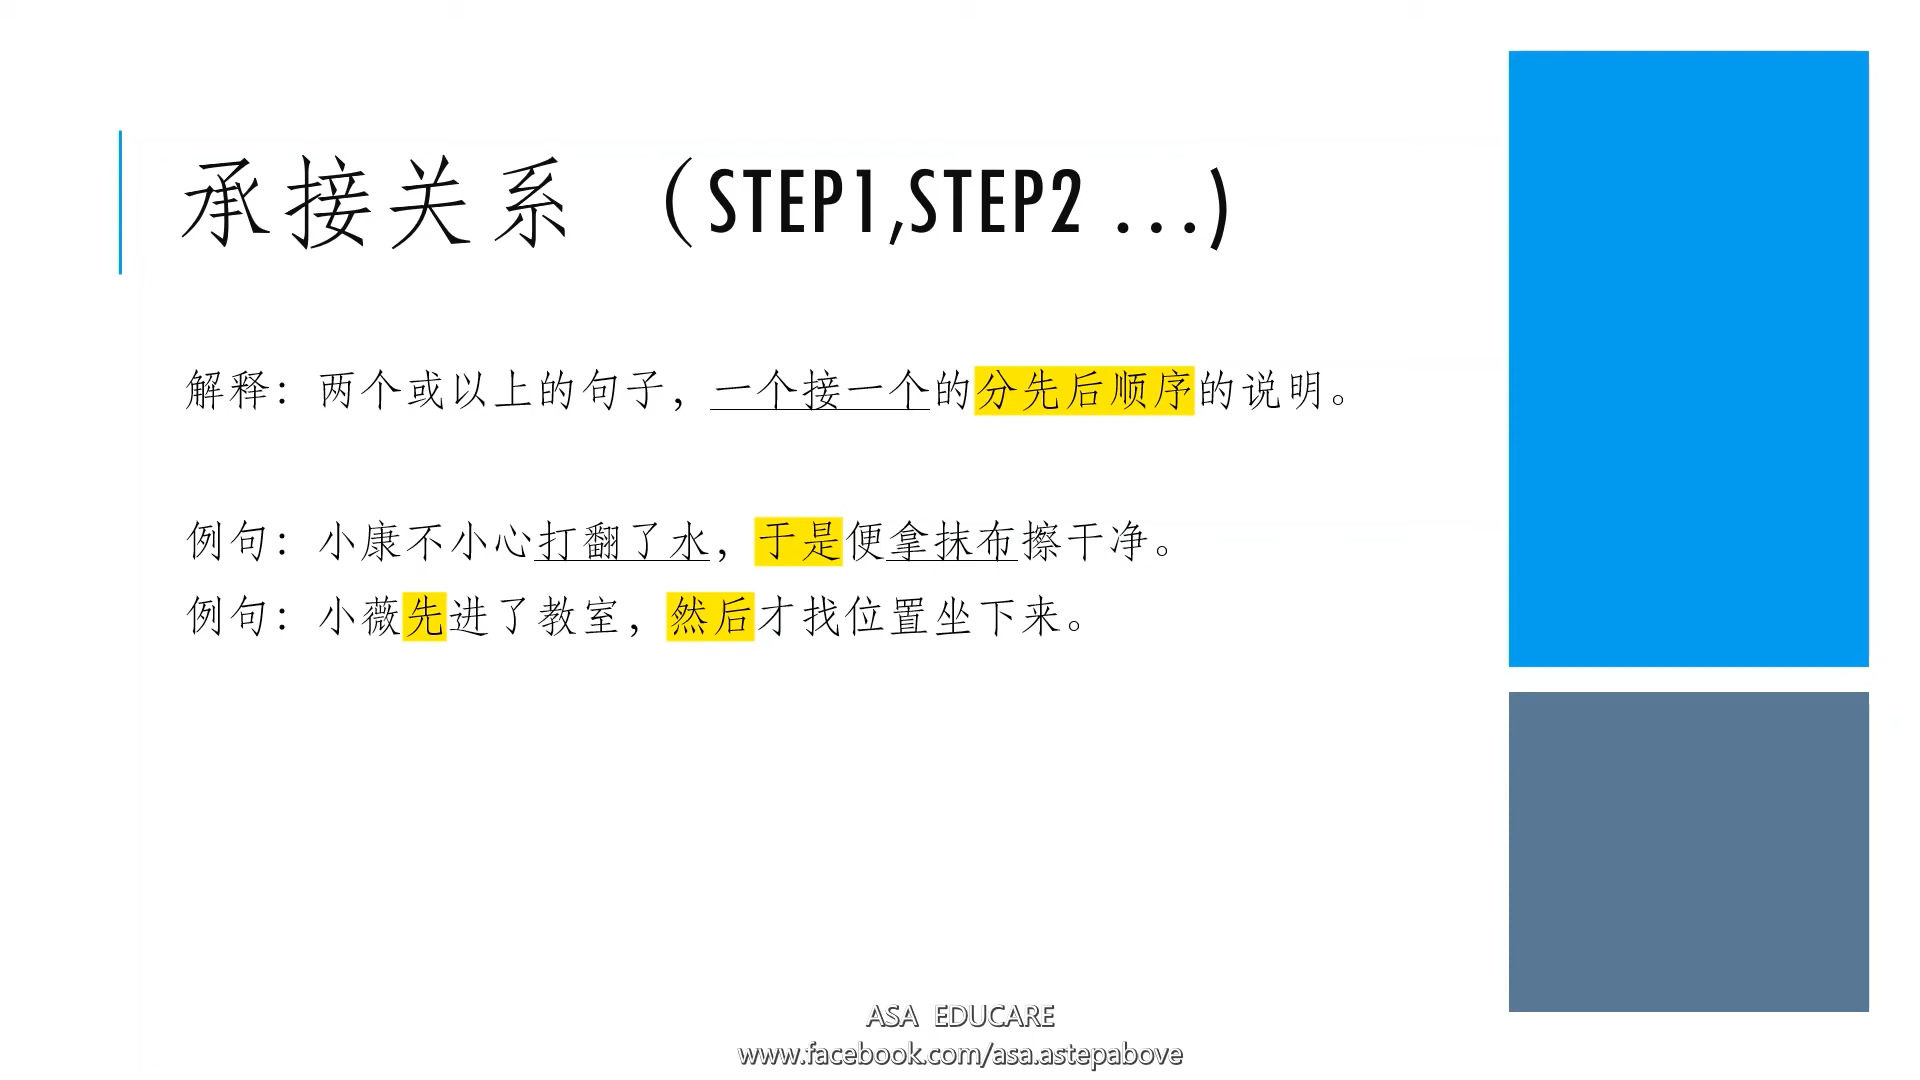 承接关系 （STEP1,STEP2 ...)
解释：两个或以上的句子，一个接一个的分先后顺序的说明。
例句：小康不小心打翻了水，于是便拿抹布擦干净。
例句：小薇先进了教室，然后才找位置坐下来。
ASA EDUCARE
www.facebook.com/asa.astepabove